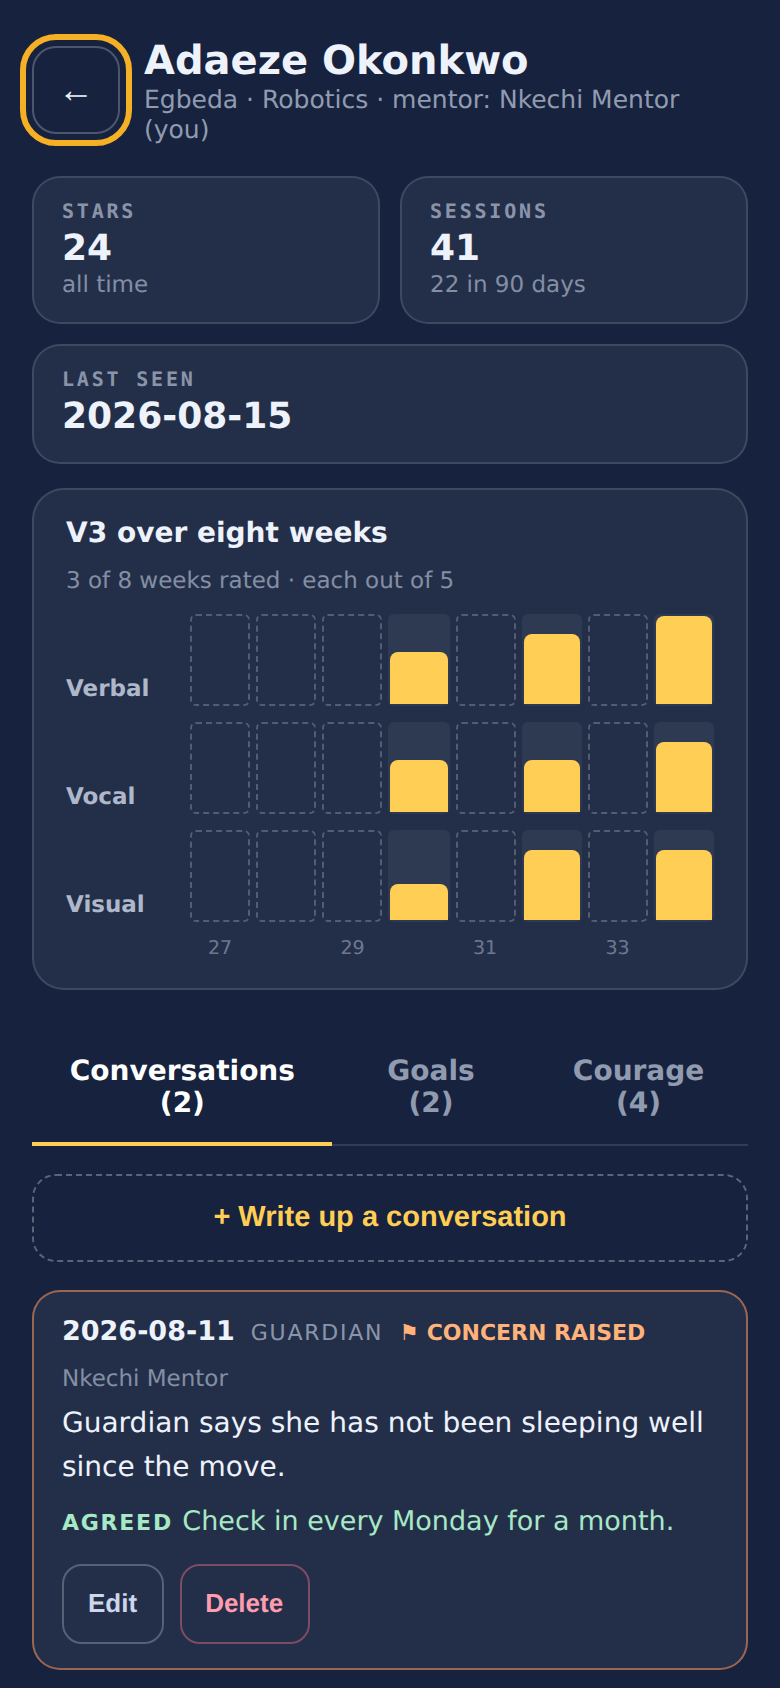 ←
Adaeze Okonkwo
Egbeda · Robotics · mentor: Nkechi Mentor
(you)
STARS
24
all time
SESSIONS
41
22 in 90 days
LAST SEEN
2026-08-15
V3 over eight weeks
3 of 8 weeks rated · each out of 5
Verbal
Vocal
Visual
27 29 31 33
Conversations
(2)
Goals
(2)
Courage
(4)
+ Write up a conversation
2026-08-11 GUARDIAN ⚑ CONCERN RAISED
Nkechi Mentor
Guardian says she has not been sleeping well
since the move.
AGREED Check in every Monday for a month.
Edit
Delete